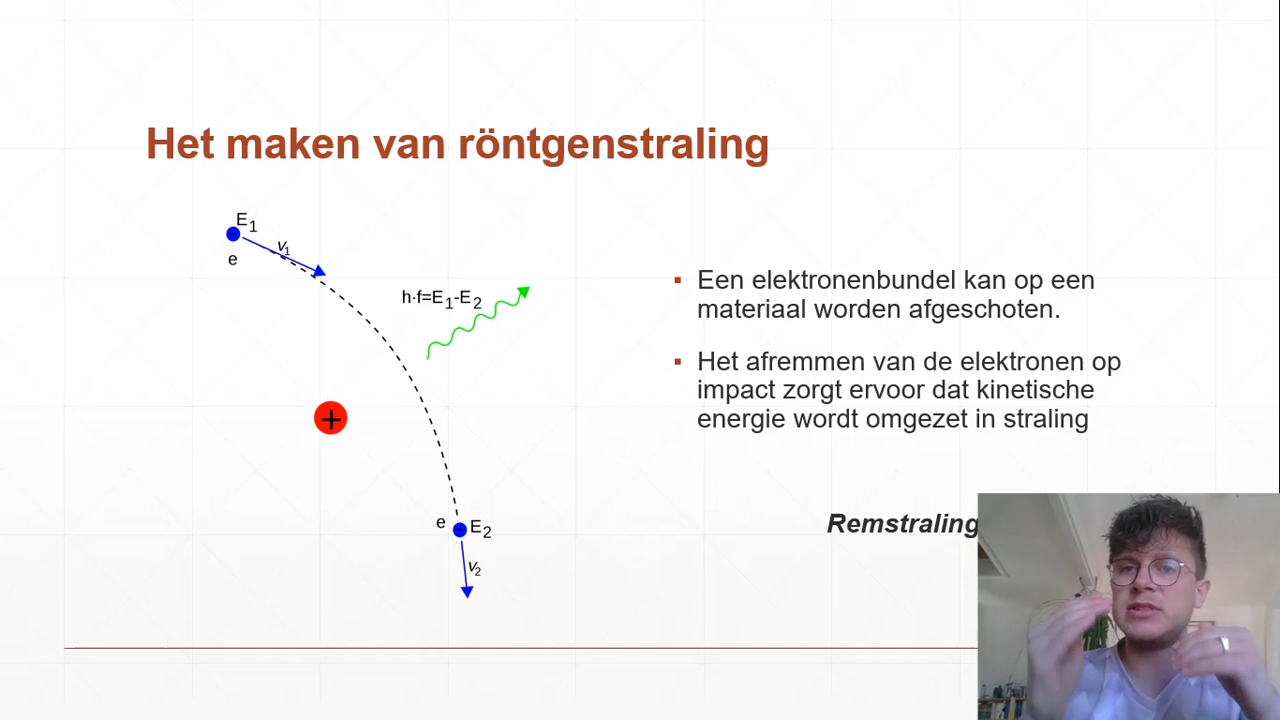 Het maken van röntgenstraling
E1
v1
e
h·f=E1-E2
+
e
E2
v2
▪ Een elektronenbundel kan op een
materiaal worden afgeschoten.
▪ Het afremmen van de elektronen op
impact zorgt ervoor dat kinetische
energie wordt omgezet in straling
Remstraling